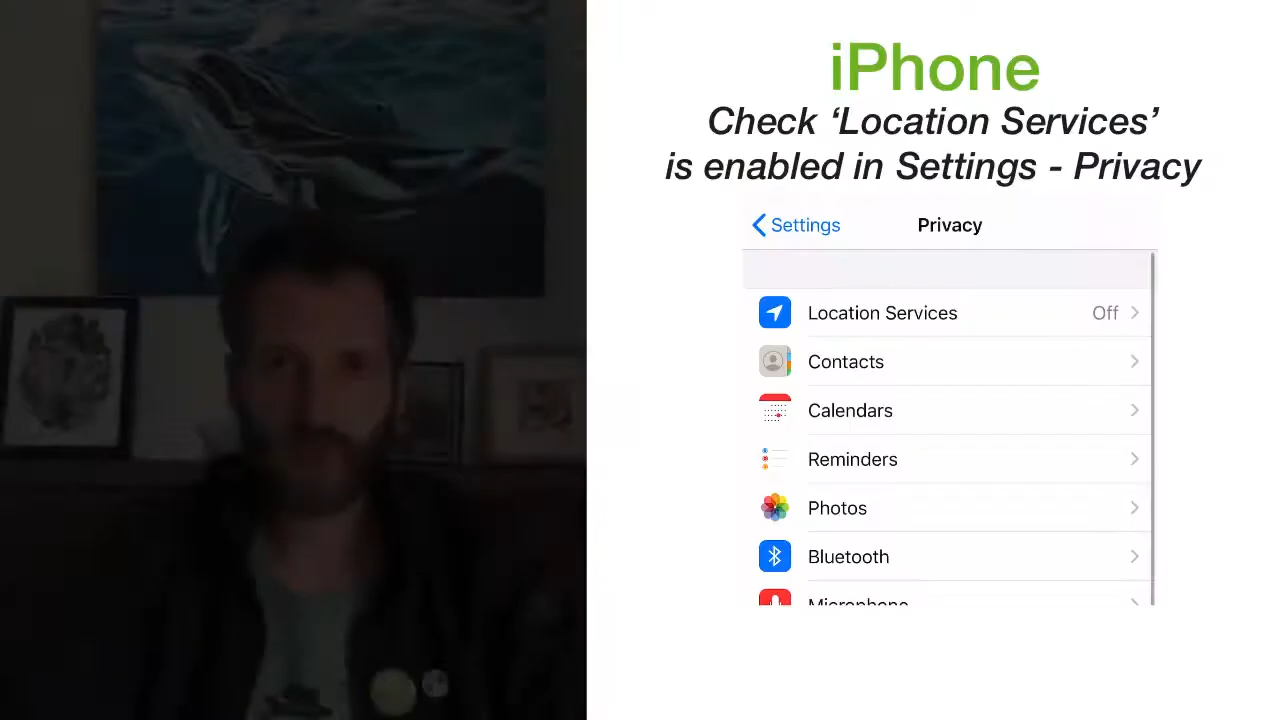 iPhone
Check ‘Location Services’
is enabled in Settings - Privacy
Settings Privacy
Location Services Off
Contacts
Calendars
Reminders
Photos
Bluetooth
Microphone